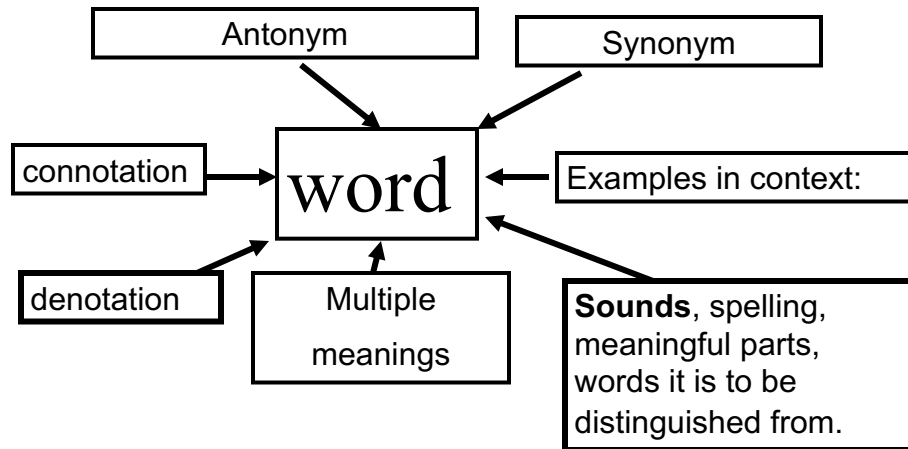 Antonym
Synonym
connotation
word
Examples in context:
denotation
Multiple
meanings
Sounds, spelling,
meaningful parts,
words it is to be
distinguished from.